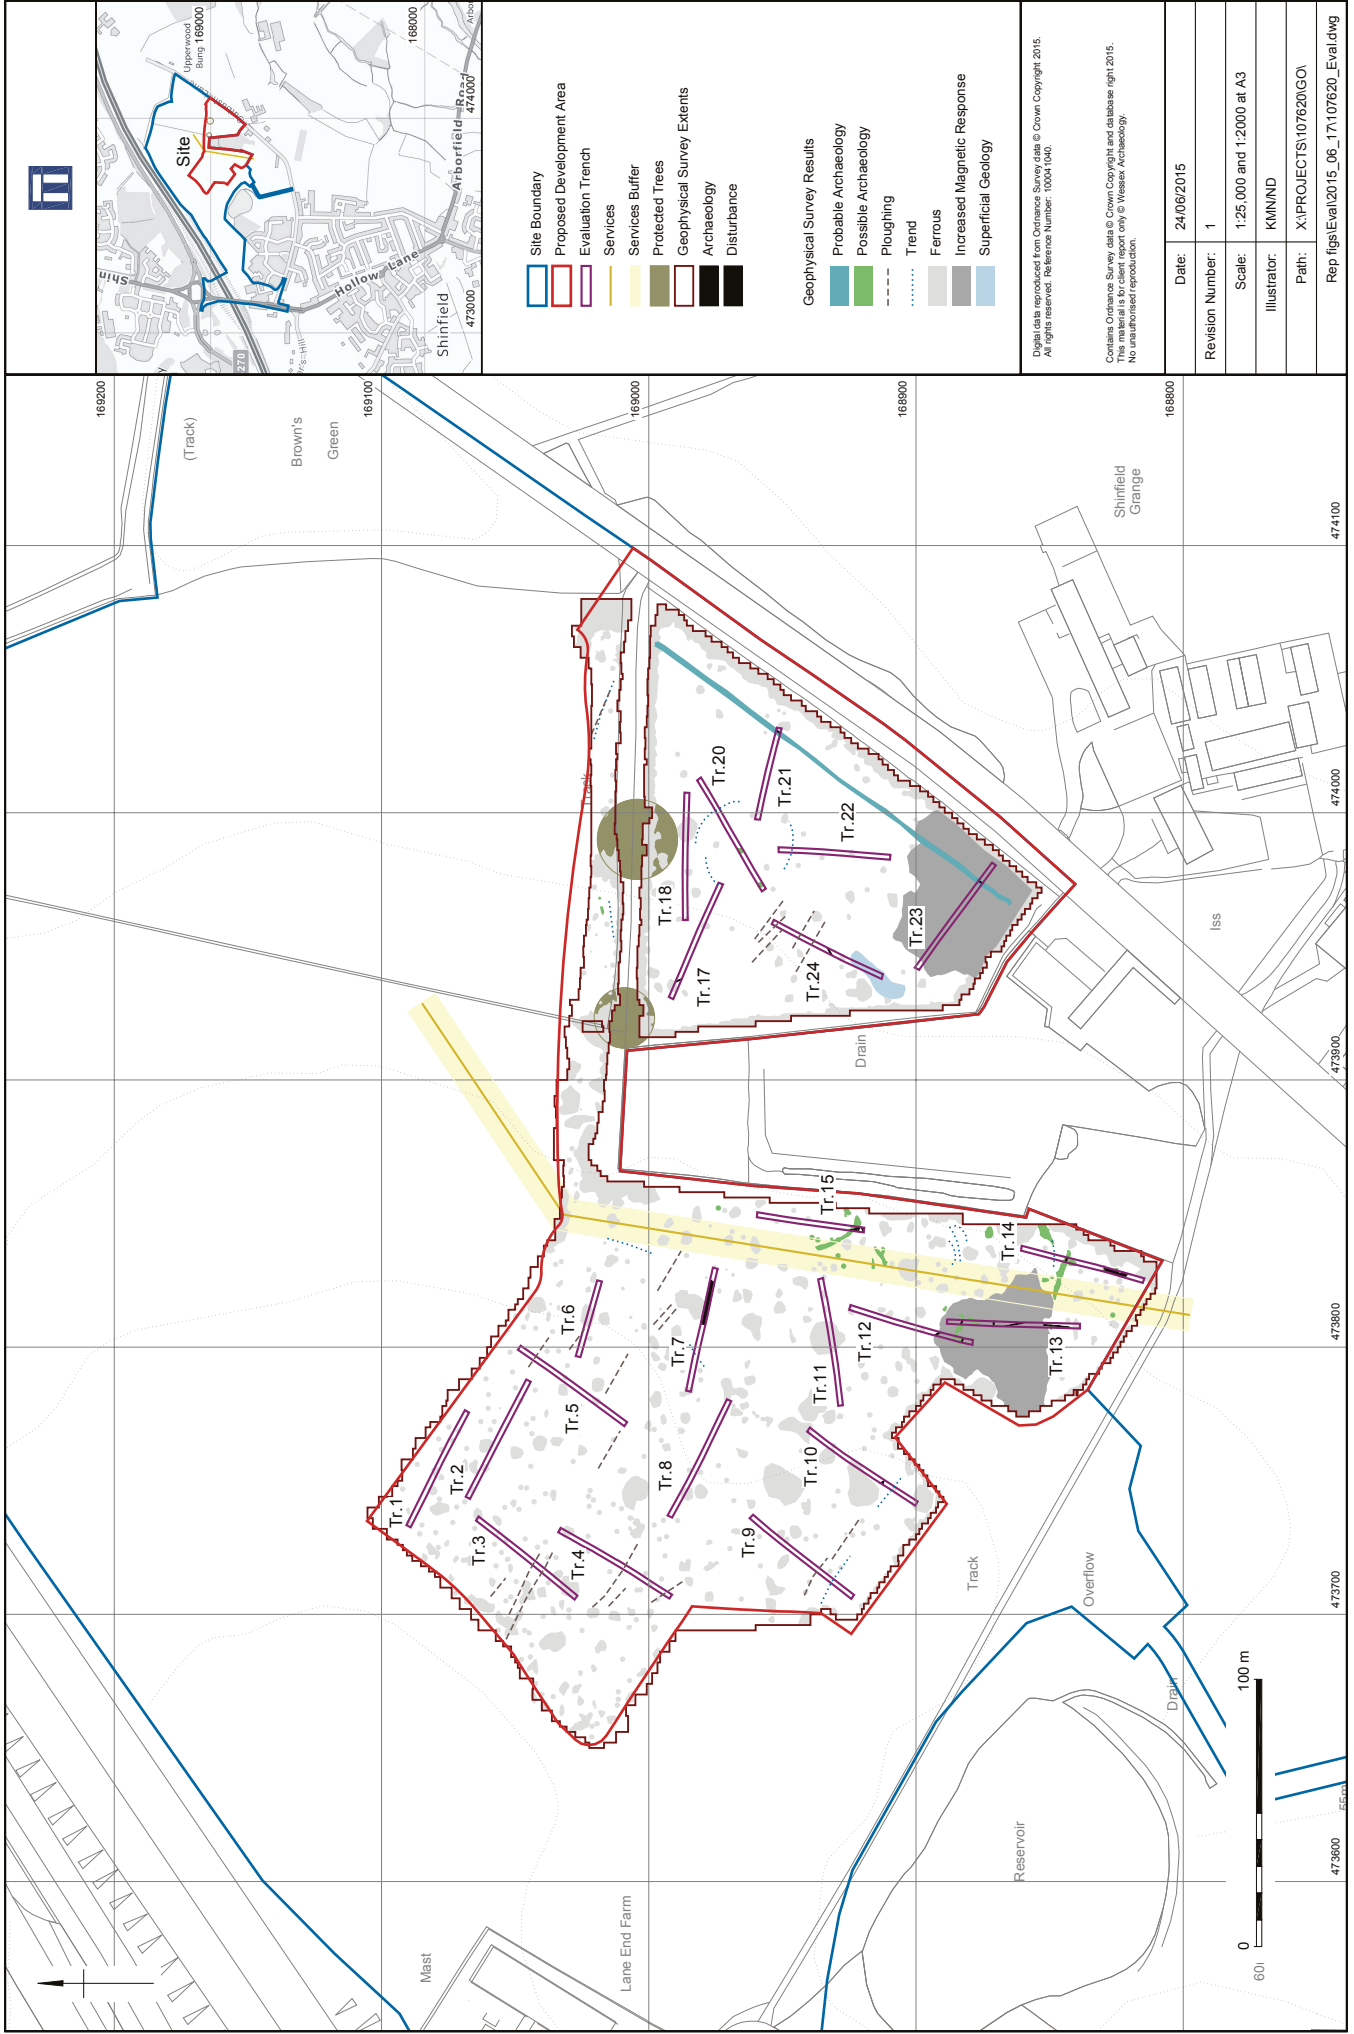 Upperwood
Bung
169000
168000
Arbo
Site
Cutbush Lane
Shin
Hollow Lane
Arborfield Road
474000
473000
Shinfield
270
er's Hill
Site Boundary
Proposed Development Area
Evaluation Trench
Services
Services Buffer
Protected Trees
Geophysical Survey Extents
Archaeology
Disturbance
Geophysical Survey Results
Probable Archaeology
Possible Archaeology
Ploughing
Trend
Ferrous
Increased Magnetic Response
Superficial Geology
Digital data reproduced from Ordnance Survey data © Crown Copyright 2015.
All rights reserved. Reference Number: 100041040.
Contains Ordnance Survey data © Crown Copyright and database right 2015.
This material is for client report only © Wessex Archaeology.
No unauthorised reproduction.
Date: 24/06/2015
Revision Number: 1
Scale: 1:25,000 and 1:2000 at A3
Illustrator: KMN/ND
Path: X:\PROJECTS\107620\GO\
Rep figs\Eval\2015_06_17\107620_Eval.dwg
169200
169100
169000
168900
168800
(Track)
Brown's
Green
Shinfield
Grange
474100
474000
473900
473800
473700
473600
Track
Tr.20
Tr.21
Tr.22
Tr.18
Tr.23
Tr.17
Tr.24
Iss
Drain
Tr.15
Tr.14
Tr.6
Tr.7
Tr.12
Tr.13
Tr.5
Tr.11
Tr.2
Tr.8
Tr.10
Tr.1
Tr.3
Tr.4
Tr.9
Track
Overflow
Drain
Reservoir
Lane End Farm
Mast
0
100 m
60
55m